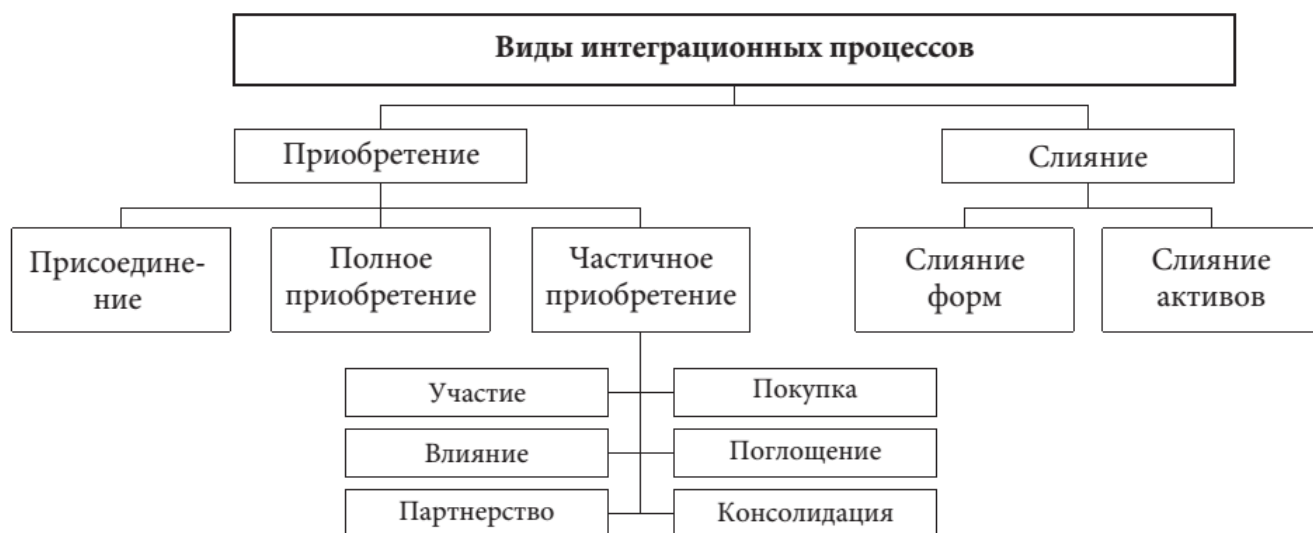 Виды интеграционных процессов
Приобретение
Слияние
Присоедине-
ние
Полное
приобретение
Частичное
приобретение
Слияние
форм
Слияние
активов
Участие
Покупка
Влияние
Поглощение
Партнерство
Консолидация